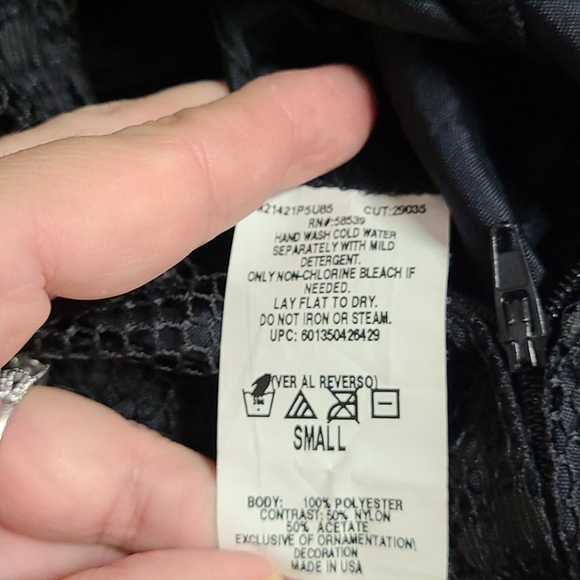 421421P5U85 CUT:29035
RN#:58539
HAND WASH COLD WATER
SEPARATELY WITH MILD
DETERGENT.
ONLY NON-CHLORINE BLEACH IF
NEEDED.
LAY FLAT TO DRY.
DO NOT IRON OR STEAM.
UPC: 601350426429
(VER AL REVERSO)
SMALL
BODY: 100% POLYESTER
CONTRAST: 50% NYLON
50% ACETATE
EXCLUSIVE OF ORNAMENTATION\
DECORATION
MADE IN USA